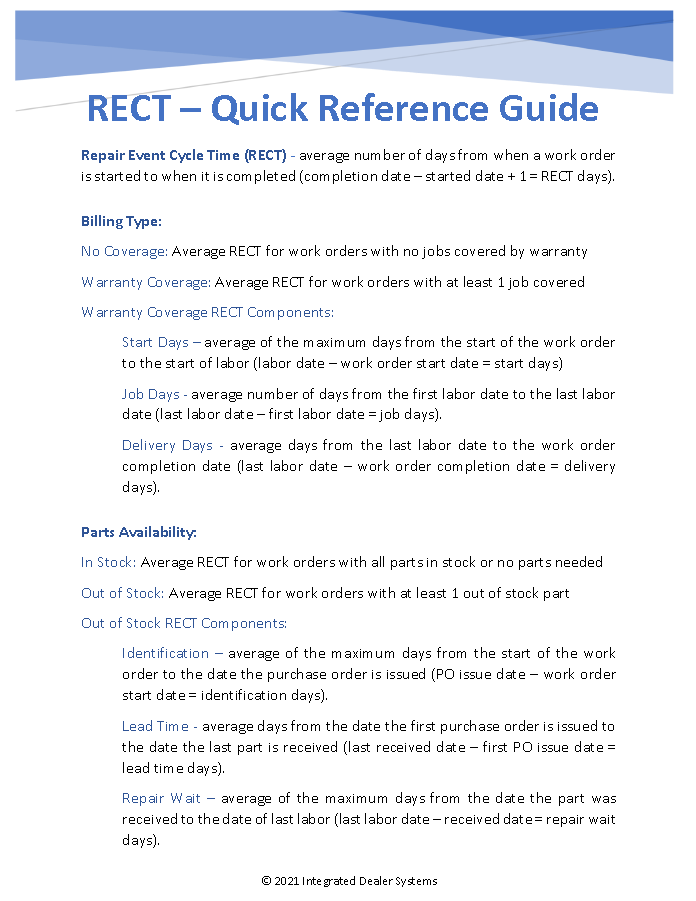 RECT – Quick Reference Guide
Repair Event Cycle Time (RECT) - average number of days from when a work order
is started to when it is completed (completion date – started date + 1 = RECT days).
Billing Type:
No Coverage: Average RECT for work orders with no jobs covered by warranty
Warranty Coverage: Average RECT for work orders with at least 1 job covered
Warranty Coverage RECT Components:
Start Days – average of the maximum days from the start of the work order
to the start of labor (labor date – work order start date = start days)
Job Days - average number of days from the first labor date to the last labor
date (last labor date – first labor date = job days).
Delivery Days - average days from the last labor date to the work order
completion date (last labor date – work order completion date = delivery
days).
Parts Availability:
In Stock: Average RECT for work orders with all parts in stock or no parts needed
Out of Stock: Average RECT for work orders with at least 1 out of stock part
Out of Stock RECT Components:
Identification – average of the maximum days from the start of the work
order to the date the purchase order is issued (PO issue date – work order
start date = identification days).
Lead Time - average days from the date the first purchase order is issued to
the date the last part is received (last received date – first PO issue date =
lead time days).
Repair Wait – average of the maximum days from the date the part was
received to the date of last labor (last labor date – received date = repair wait
days).
© 2021 Integrated Dealer Systems